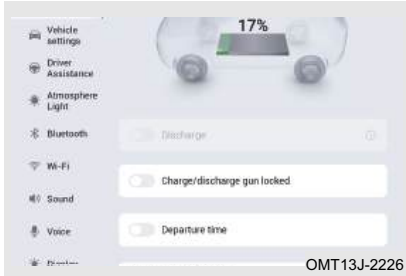 17%
Vehicle
settings
Driver
Assistance
Atmosphere
Light
Bluetooth
Discharge
Wi-Fi
Charge/discharge gun locked
Sound
Voice
Departure time
Display
OMT13J-2226